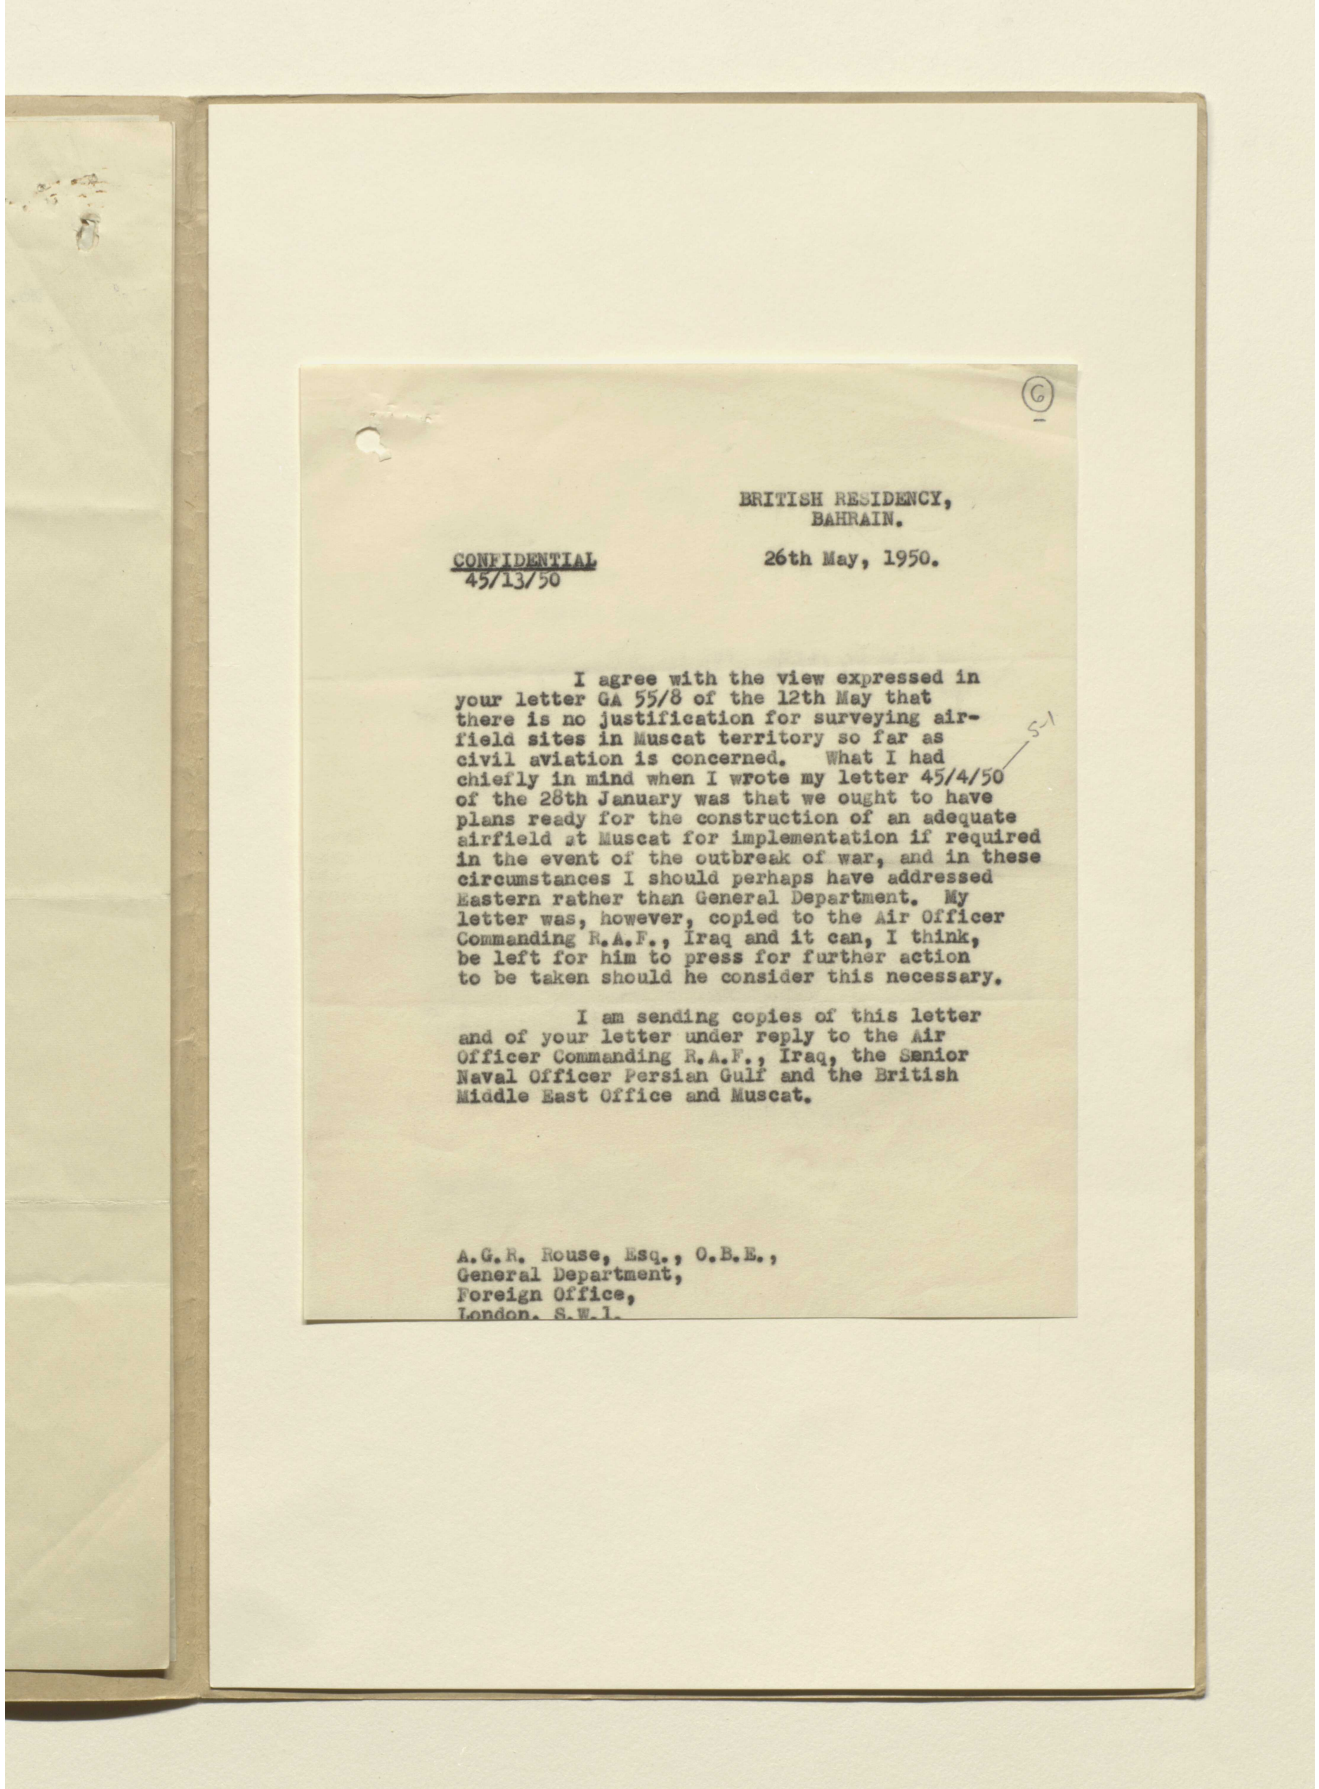 6
BRITISH RESIDENCY,
BAHRAIN.
CONFIDENTIAL
45/13/50
26th May, 1950.
I agree with the view expressed in
your letter GA 55/8 of the 12th May that
there is no justification for surveying air-
field sites in Muscat territory so far as
civil aviation is concerned. What I had
chiefly in mind when I wrote my letter 45/4/50
S-1
of the 28th January was that we ought to have
plans ready for the construction of an adequate
airfield at Muscat for implementation if required
in the event of the outbreak of war, and in these
circumstances I should perhaps have addressed
Eastern rather than General Department. My
letter was, however, copied to the Air Officer
Commanding R.A.F., Iraq and it can, I think,
be left for him to press for further action
to be taken should he consider this necessary.
I am sending copies of this letter
and of your letter under reply to the Air
Officer Commanding R.A.F., Iraq, the Senior
Naval Officer Persian Gulf and the British
Middle East Office and Muscat.
A.G.R. Rouse, Esq., O.B.E.,
General Department,
Foreign Office,
London. S.W.1.